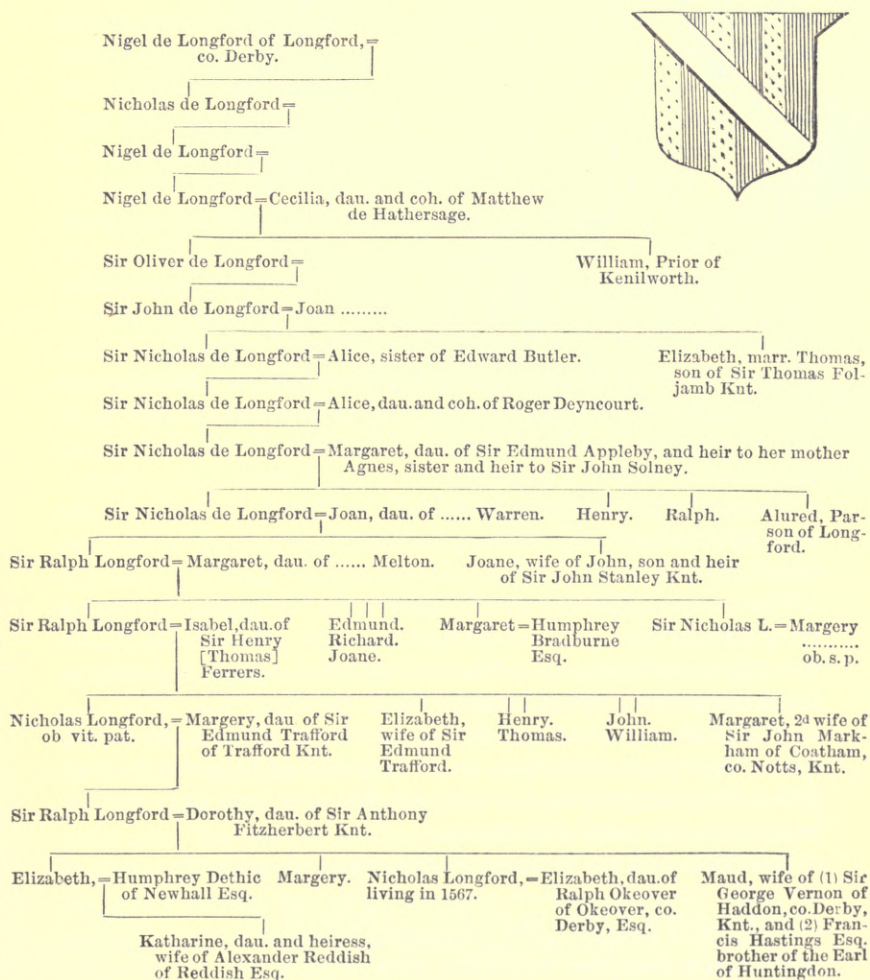 Nigel de Longford of Longford,=
co. Derby.
Nicholas de Longford=
Nigel de Longford=
Nigel de Longford=Cecilia, dau. and coh. of Matthew
de Hathersage.
Sir Oliver de Longford=
William, Prior of
Kenilworth.
Sir John de Longford=Joan .........
Sir Nicholas de Longford=Alice, sister of Edward Butler.
Elizabeth, marr. Thomas,
son of Sir Thomas Fol-
jamb Knt.
Sir Nicholas de Longford=Alice, dau. and coh. of Roger Deyncourt.
Sir Nicholas de Longford=Margaret, dau. of Sir Edmund Appleby, and heir to her mother
Agnes, sister and heir to Sir John Solney.
Sir Nicholas de Longford=Joan, dau. of ...... Warren.
Henry.
Ralph.
Alured, Par-
son of Long-
ford.
Sir Ralph Longford=Margaret, dau. of ...... Melton.
Joane, wife of John, son and heir
of Sir John Stanley Knt.
Sir Ralph Longford=Isabel, dau. of
Sir Henry
[Thomas]
Ferrers.
Edmund.
Richard.
Joane.
Margaret=Humphrey
Bradburne
Esq.
Sir Nicholas L.=Margery
..........
ob. s. p.
Nicholas Longford,=Margery, dau. of Sir
ob vit. pat.
Edmund Trafford
of Trafford Knt.
Elizabeth,
wife of Sir
Edmund
Trafford.
Henry.
Thomas.
John.
William.
Margaret, 2d wife of
Sir John Mark-
ham of Coatham,
co. Notts, Knt.
Sir Ralph Longford=Dorothy, dau. of Sir Anthony
Fitzherbert Knt.
Elizabeth,=Humphrey Dethic
of Newhall Esq.
Margery.
Nicholas Longford,=Elizabeth, dau. of
living in 1567.
Ralph Okeover
of Okeover, co.
Derby, Esq.
Maud, wife of (1) Sir
George Vernon of
Haddon, co. Derby,
Knt., and (2) Fran-
cis Hastings Esq.
brother of the Earl
of Huntingdon.
Katharine, dau. and heiress,
wife of Alexander Reddish
of Reddish Esq.